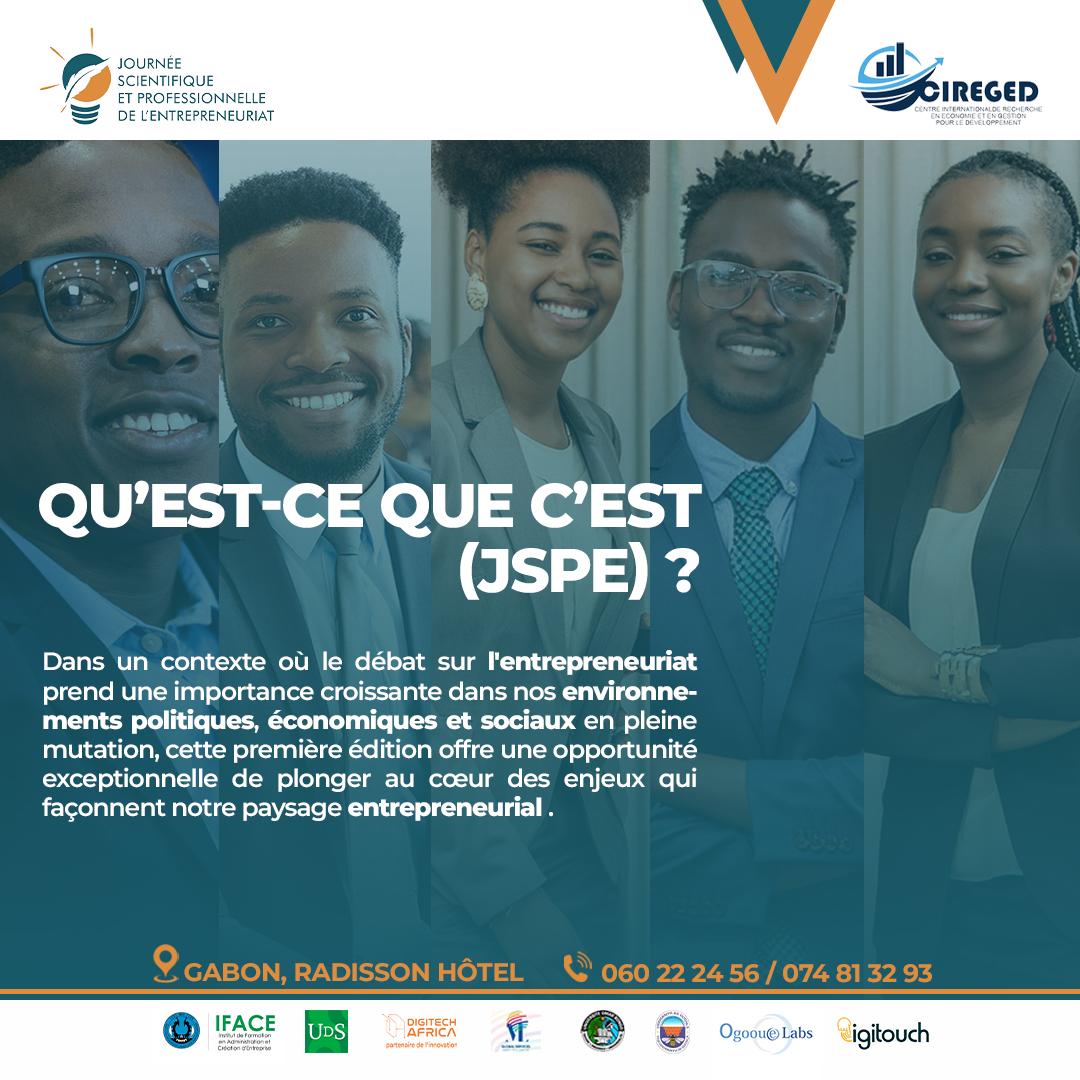 JOURNÉE
SCIENTIFIQUE
ET PROFESSIONNELLE
DE L'ENTREPRENEURIAT
CIREGED
CENTRE INTERNATIONAL DE RECHERCHE
EN ECONOMIE ET EN GESTION
POUR LE DEVELOPPEMENT
QU'EST-CE QUE C'EST
(JSPE) ?
Dans un contexte où le débat sur l'entrepreneuriat
prend une importance croissante dans nos environne-
ments politiques, économiques et sociaux en pleine
mutation, cette première édition offre une opportunité
exceptionnelle de plonger au cœur des enjeux qui
façonnent notre paysage entrepreneurial .
GABON, RADISSON HÔTEL
060 22 24 56 / 074 81 32 93
IFACE
Institut de Formation
en Administration et
Création d'Entreprise
UDS
DIGITECH
AFRICA
partenaire de l'innovation
GLOBAL SERVICES
Ogooué Labs
Digitouch